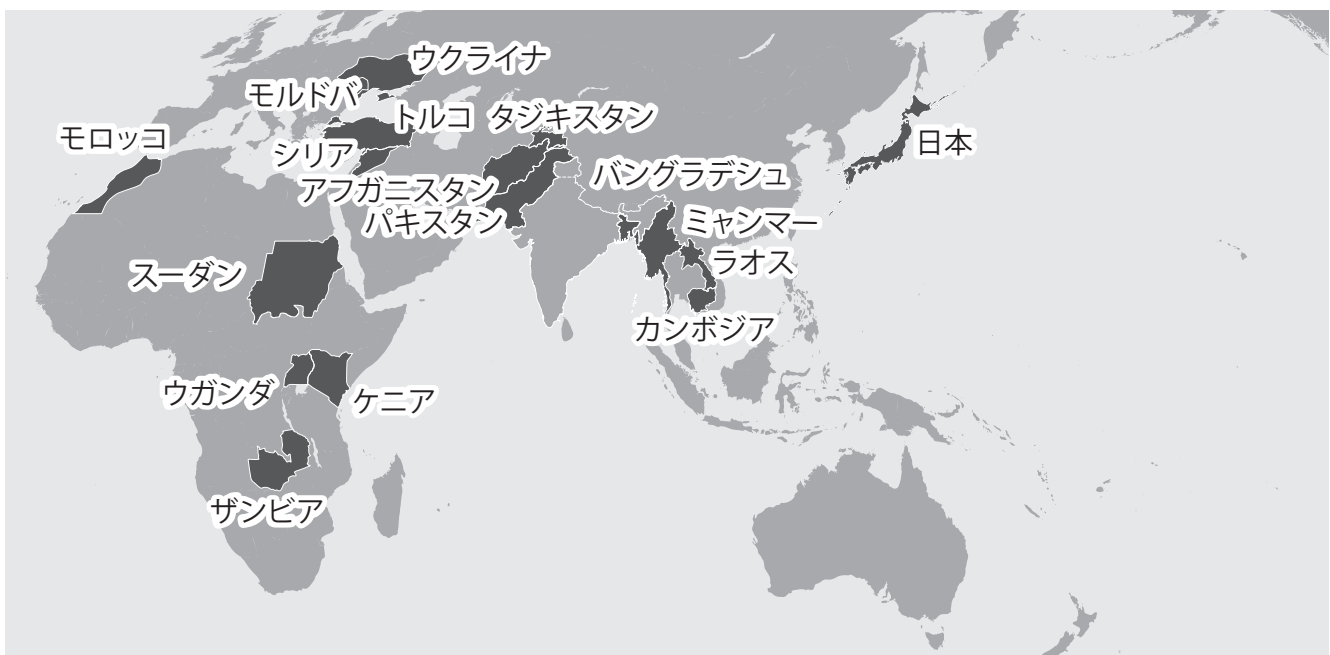 ウクライナ
モルドバ
トルコ
タジキスタン
モロッコ
日本
シリア
バングラデシュ
アフガニスタン
パキスタン
ミャンマー
ラオス
スーダン
カンボジア
ウガンダ
ケニア
ザンビア